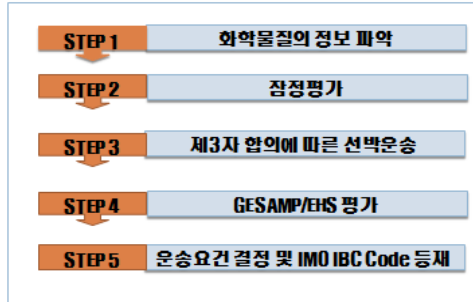 STEP 1 화학물질의 정보 파악
STEP 2 잠정평가
STEP 3 제3자 합의에 따른 선박운송
STEP 4 GESAMP/EHS 평가
STEP 5 운송요건 결정 및 IMO IBC Code 등재